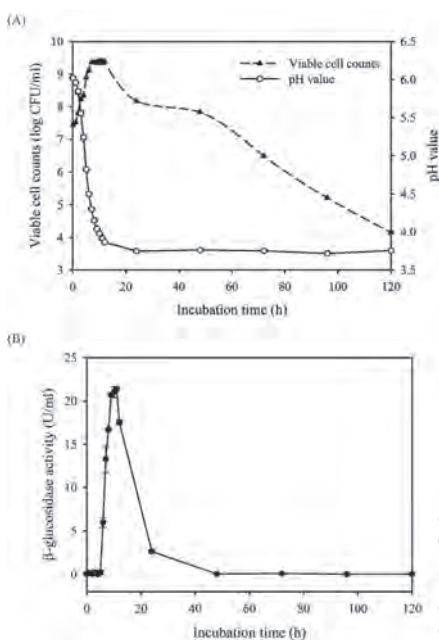 (A)
10
9
8
7
6
5
4
3
Viable cell counts (log CFU/ml)
Viable cell counts
pH value
6.5
6.0
5.5
5.0
4.5
4.0
3.5
pH value
0 20 40 60 80 100 120
Incubation time (h)
(B)
25
20
15
10
5
0
β-glucosidase activity (U/ml)
0 20 40 60 80 100 120
Incubation time (h)